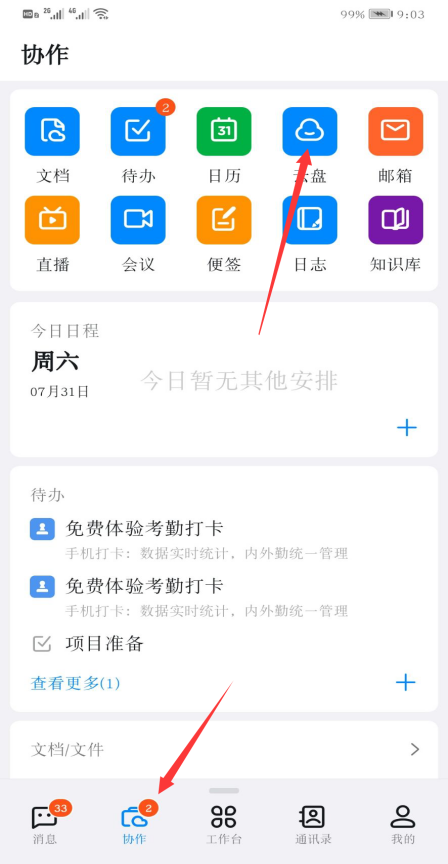 HD 2G 4G 99% 9:03
协作
2
31
文档 待办 日历 云盘 邮箱
直播 会议 便签 日志 知识库
今日日程
周六
07月31日
今日暂无其他安排
待办
免费体验考勤打卡
手机打卡：数据实时统计，内外勤统一管理
免费体验考勤打卡
手机打卡：数据实时统计，内外勤统一管理
项目准备
查看更多(1)
文档/文件
33 2
消息 协作 工作台 通讯录 我的